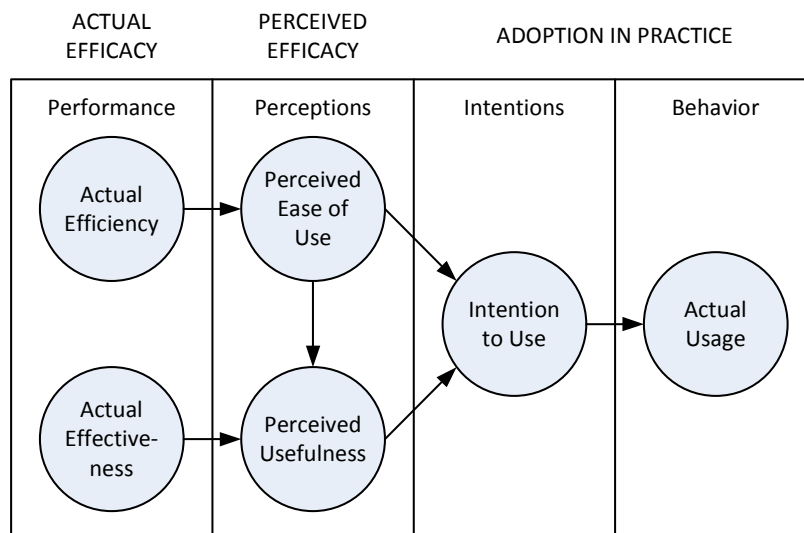 ACTUAL
EFFICACY
PERCEIVED
EFFICACY
ADOPTION IN PRACTICE
Performance
Perceptions
Intentions
Behavior
Actual
Efficiency
Perceived
Ease of
Use
Intention
to Use
Actual
Usage
Actual
Effective-
ness
Perceived
Usefulness